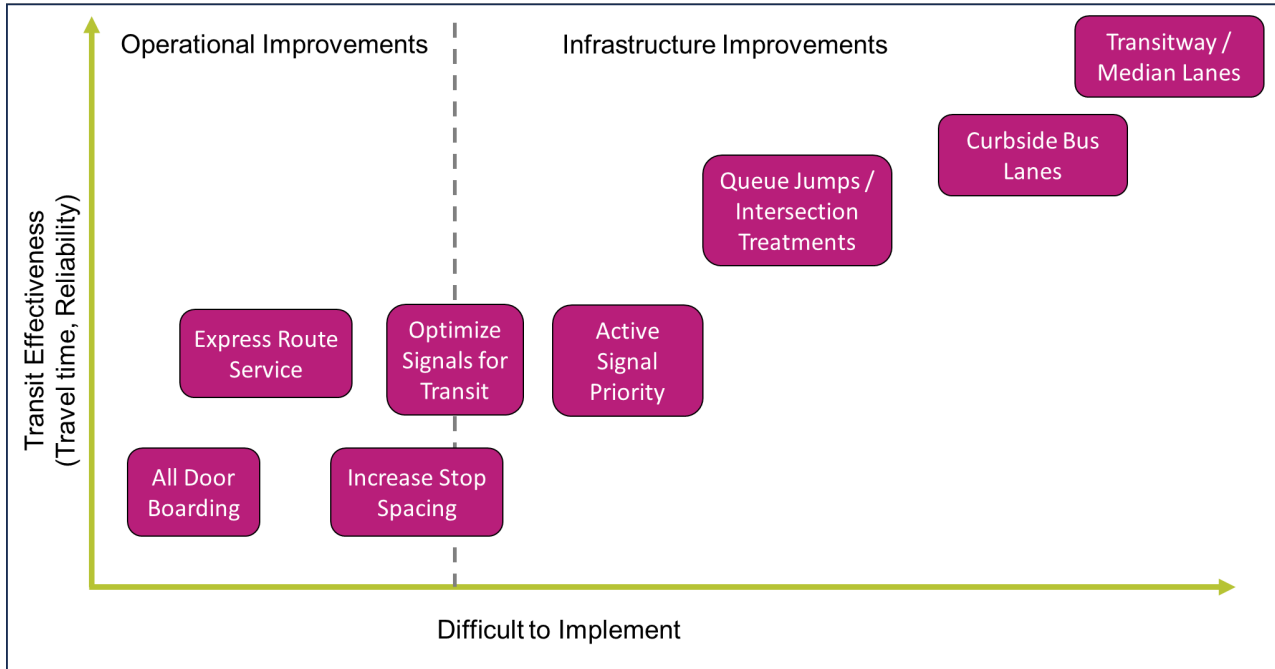 Operational Improvements
Infrastructure Improvements
Transitway /
Median Lanes
Curbside Bus
Lanes
Queue Jumps /
Intersection
Treatments
Express Route
Service
Optimize
Signals for
Transit
Active
Signal
Priority
All Door
Boarding
Increase Stop
Spacing
Transit Effectiveness
(Travel time, Reliability)
Difficult to Implement